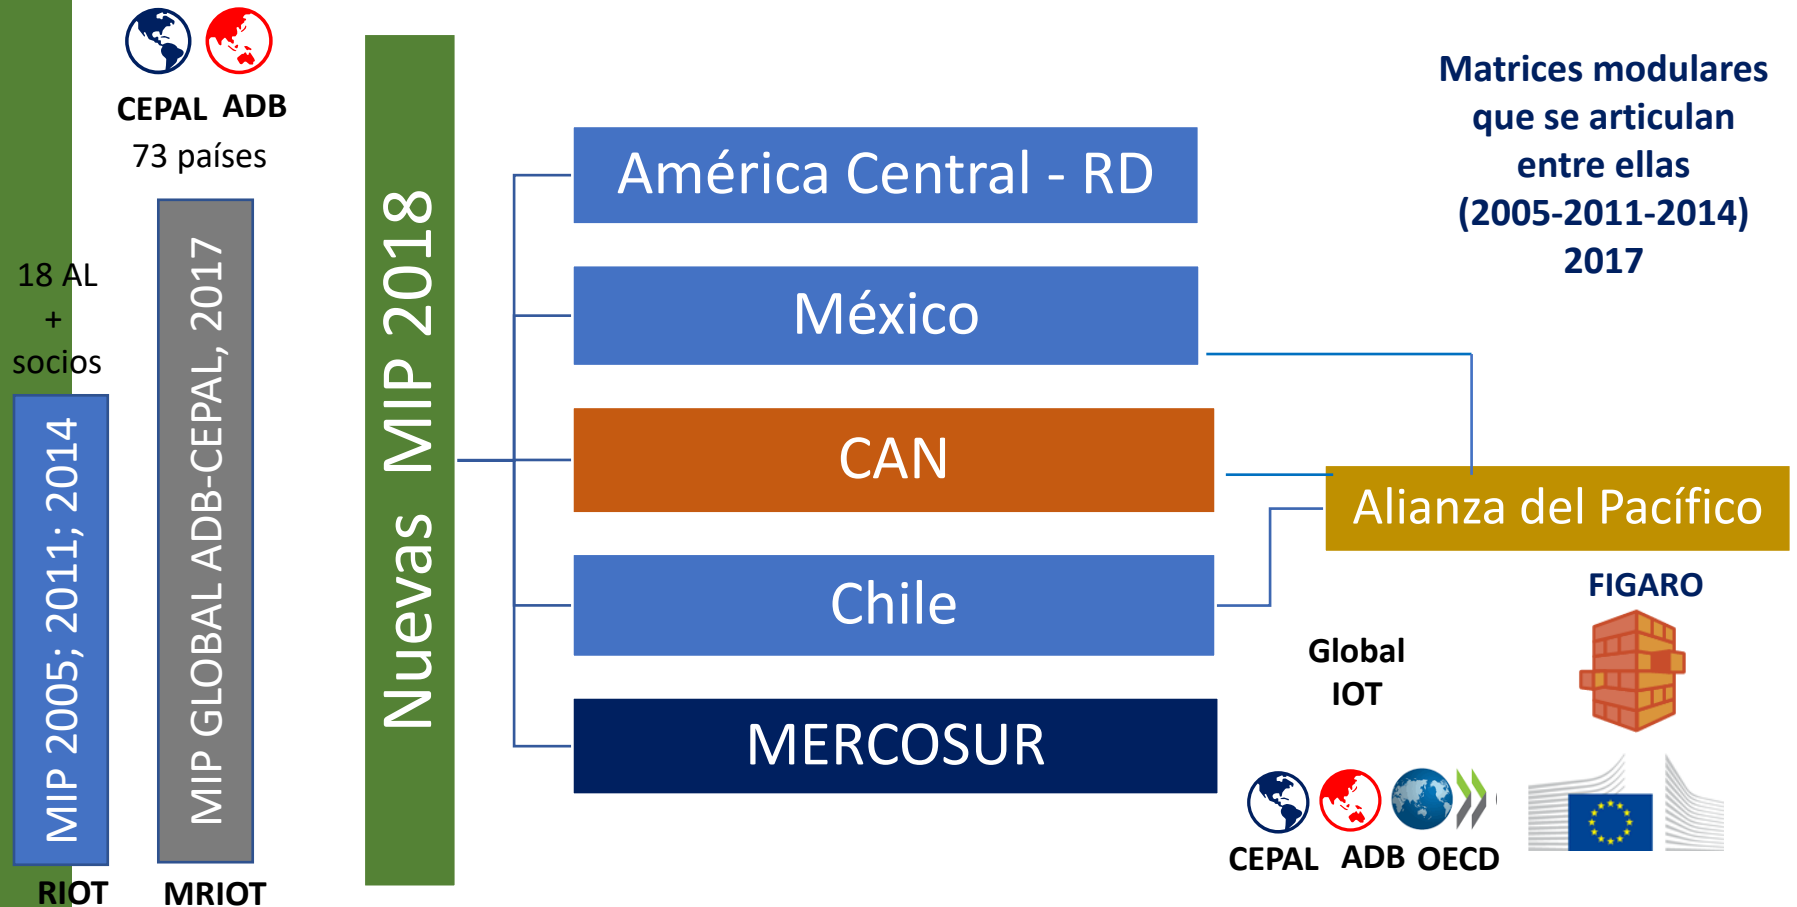 CEPAL ADB
73 países
18 AL
+
socios
MIP 2005; 2011; 2014
RIOT
MIP GLOBAL ADB-CEPAL, 2017
MRIOT
Nuevas MIP 2018
América Central - RD
México
CAN
Chile
MERCOSUR
Matrices modulares
que se articulan
entre ellas
(2005-2011-2014)
2017
Alianza del Pacífico
FIGARO
Global
IOT
CEPAL ADB OECD